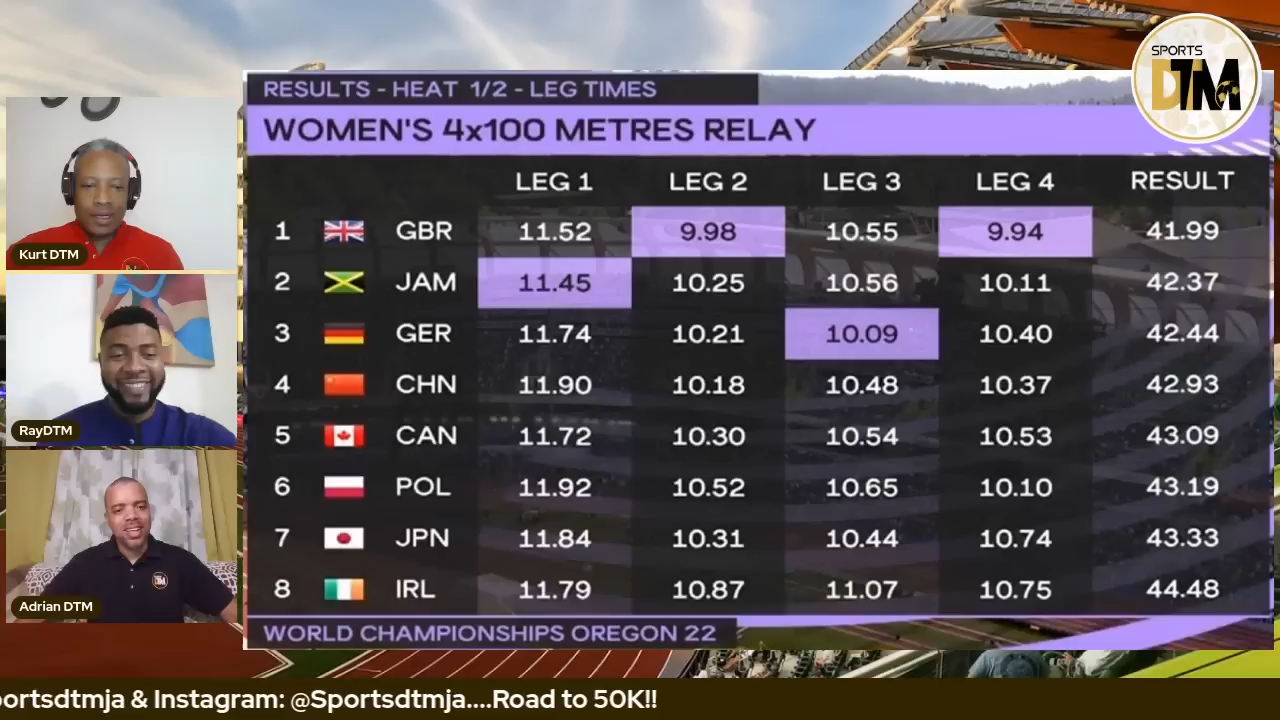 SPORTS
DTM
RESULTS - HEAT 1/2 - LEG TIMES
WOMEN'S 4x100 METRES RELAY
LEG 1 LEG 2 LEG 3 LEG 4 RESULT
1 GBR 11.52 9.98 10.55 9.94 41.99
2 JAM 11.45 10.25 10.56 10.11 42.37
3 GER 11.74 10.21 10.09 10.40 42.44
4 CHN 11.90 10.18 10.48 10.37 42.93
5 CAN 11.72 10.30 10.54 10.53 43.09
6 POL 11.92 10.52 10.65 10.10 43.19
7 JPN 11.84 10.31 10.44 10.74 43.33
8 IRL 11.79 10.87 11.07 10.75 44.48
WORLD CHAMPIONSHIPS OREGON 22
Kurt DTM
RayDTM
Adrian DTM
ortsdtmja & Instagram: @Sportsdtmja....Road to 50K!!